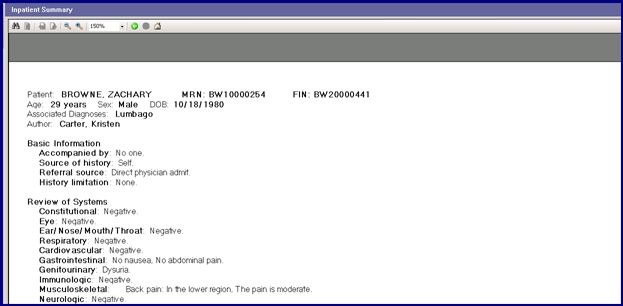 Inpatient Summary
150%
Patient: BROWNE, ZACHARY MRN: BW10000254 FIN: BW20000441
Age: 29 years Sex: Male DOB: 10/18/1980
Associated Diagnoses: Lumbago
Author: Carter, Kristen
Basic Information
Accompanied by: No one.
Source of history: Self.
Referral source: Direct physician admit.
History limitation: None.
Review of Systems
Constitutional: Negative.
Eye: Negative.
Ear/Nose/Mouth/Throat: Negative.
Respiratory: Negative.
Cardiovascular: Negative.
Gastrointestinal: No nausea, No abdominal pain.
Genitourinary: Dysuria.
Immunologic: Negative.
Musculoskeletal: Back pain: In the lower region, The pain is moderate.
Neurologic: Negative.